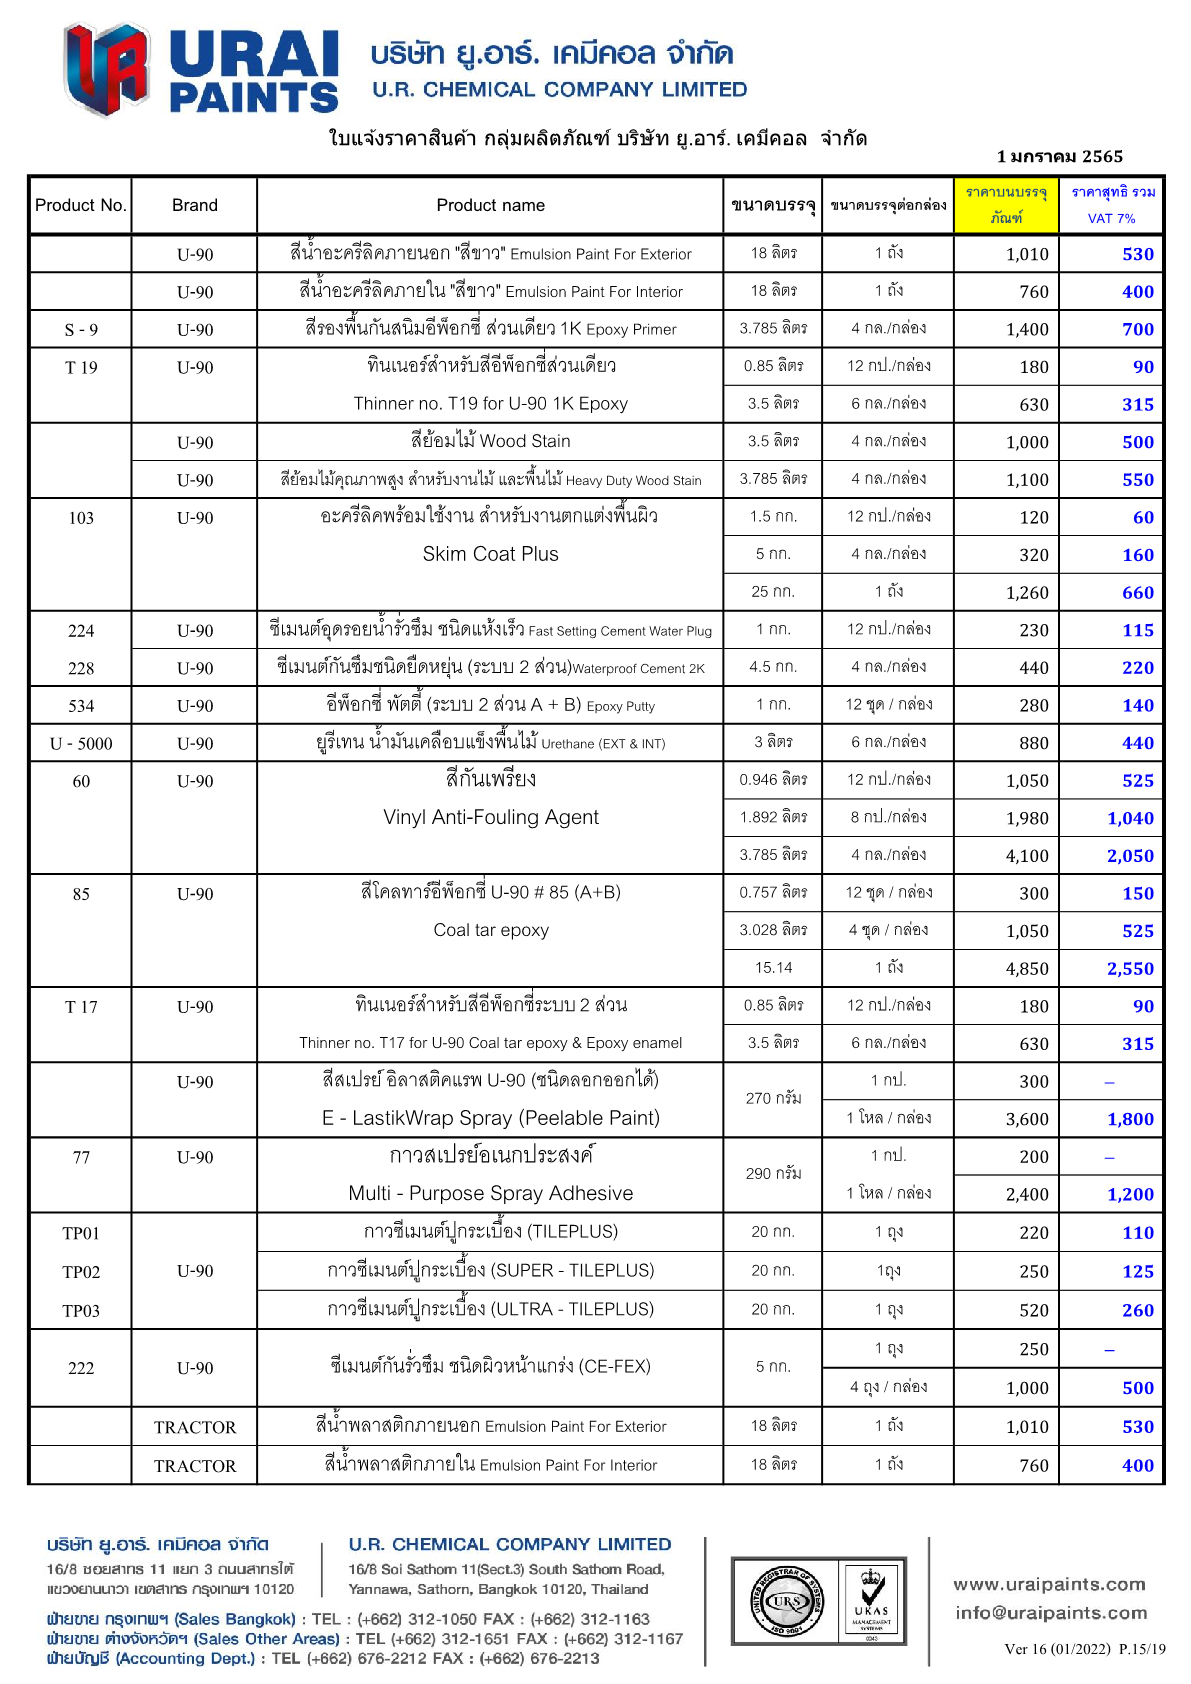 URAI
PAINTS
บริษัท ยู.อาร์. เคมีคอล จำกัด
U.R. CHEMICAL COMPANY LIMITED
ใบแจ้งราคาสินค้า กลุ่มผลิตภัณฑ์ บริษัท ยู.อาร์. เคมีคอล จำกัด
1 มกราคม 2565
Product No. Brand Product name ขนาดบรรจุ ขนาดบรรจุต่อกล่อง ราคาบนบรรจุภัณฑ์ ราคาสุทธิ รวม VAT 7%
U-90 สีน้ำอะครีลิคภายนอก "สีขาว" Emulsion Paint For Exterior 18 ลิตร 1 ถัง 1,010 530
U-90 สีน้ำอะครีลิคภายใน "สีขาว" Emulsion Paint For Interior 18 ลิตร 1 ถัง 760 400
S - 9 U-90 สีรองพื้นกันสนิมอีพ็อกซี่ ส่วนเดียว 1K Epoxy Primer 3.785 ลิตร 4 กล./กล่อง 1,400 700
T 19 U-90 ทินเนอร์สำหรับสีอีพ็อกซี่ส่วนเดียว 0.85 ลิตร 12 กป./กล่อง 180 90
Thinner no. T19 for U-90 1K Epoxy 3.5 ลิตร 6 กล./กล่อง 630 315
U-90 สีย้อมไม้ Wood Stain 3.5 ลิตร 4 กล./กล่อง 1,000 500
U-90 สีย้อมไม้คุณภาพสูง สำหรับงานไม้ และพื้นไม้ Heavy Duty Wood Stain 3.785 ลิตร 4 กล./กล่อง 1,100 550
103 U-90 อะครีลิคพร้อมใช้งาน สำหรับงานตกแต่งพื้นผิว 1.5 กก. 12 กป./กล่อง 120 60
Skim Coat Plus 5 กก. 4 กล./กล่อง 320 160
25 กก. 1 ถัง 1,260 660
224 U-90 ซีเมนต์อุดรอยน้ำรั่วซึม ชนิดแห้งเร็ว Fast Setting Cement Water Plug 1 กก. 12 กป./กล่อง 230 115
228 U-90 ซีเมนต์กันซึมชนิดยืดหยุ่น (ระบบ 2 ส่วน)Waterproof Cement 2K 4.5 กก. 4 กล./กล่อง 440 220
534 U-90 อีพ็อกซี่ พัตตี้ (ระบบ 2 ส่วน A + B) Epoxy Putty 1 กก. 12 ชุด / กล่อง 280 140
U - 5000 U-90 ยูรีเทน น้ำมันเคลือบแข็งพื้นไม้ Urethane (EXT & INT) 3 ลิตร 6 กล./กล่อง 880 440
60 U-90 สีกันเพรียง 0.946 ลิตร 12 กป./กล่อง 1,050 525
Vinyl Anti-Fouling Agent 1.892 ลิตร 8 กป./กล่อง 1,980 1,040
3.785 ลิตร 4 กล./กล่อง 4,100 2,050
85 U-90 สีโคลทาร์อีพ็อกซี่ U-90 # 85 (A+B) 0.757 ลิตร 12 ชุด / กล่อง 300 150
Coal tar epoxy 3.028 ลิตร 4 ชุด / กล่อง 1,050 525
15.14 1 ถัง 4,850 2,550
T 17 U-90 ทินเนอร์สำหรับสีอีพ็อกซี่ระบบ 2 ส่วน 0.85 ลิตร 12 กป./กล่อง 180 90
Thinner no. T17 for U-90 Coal tar epoxy & Epoxy enamel 3.5 ลิตร 6 กล./กล่อง 630 315
U-90 สีสเปรย์ อิลาสติคแรพ U-90 (ชนิดลอกออกได้) 270 กรัม 1 กป. 300 –
E - LastikWrap Spray (Peelable Paint) 1 โหล / กล่อง 3,600 1,800
77 U-90 กาวสเปรย์อเนกประสงค์ 290 กรัม 1 กป. 200 –
Multi - Purpose Spray Adhesive 1 โหล / กล่อง 2,400 1,200
TP01 กาวซีเมนต์ปูกระเบื้อง (TILEPLUS) 20 กก. 1 ถุง 220 110
TP02 U-90 กาวซีเมนต์ปูกระเบื้อง (SUPER - TILEPLUS) 20 กก. 1ถุง 250 125
TP03 กาวซีเมนต์ปูกระเบื้อง (ULTRA - TILEPLUS) 20 กก. 1 ถุง 520 260
222 U-90 ซีเมนต์กันรั่วซึม ชนิดผิวหน้าแกร่ง (CE-FEX) 5 กก. 1 ถุง 250 –
4 ถุง / กล่อง 1,000 500
TRACTOR สีน้ำพลาสติกภายนอก Emulsion Paint For Exterior 18 ลิตร 1 ถัง 1,010 530
TRACTOR สีน้ำพลาสติกภายใน Emulsion Paint For Interior 18 ลิตร 1 ถัง 760 400
บริษัท ยู.อาร์. เคมีคอล จำกัด
16/8 ซอยสาทร 11 แยก 3 ถนนสาทรใต้
แขวงยานนาวา เขตสาทร กรุงเทพฯ 10120
U.R. CHEMICAL COMPANY LIMITED
16/8 Soi Sathorn 11(Sect.3) South Sathorn Road,
Yannawa, Sathorn, Bangkok 10120, Thailand
ฝ่ายขาย กรุงเทพฯ (Sales Bangkok) : TEL : (+662) 312-1050 FAX : (+662) 312-1163
ฝ่ายขาย ต่างจังหวัดฯ (Sales Other Areas) : TEL (+662) 312-1651 FAX : (+662) 312-1167
ฝ่ายบัญชี (Accounting Dept.) : TEL (+662) 676-2212 FAX : (+662) 676-2213
UNITED REGISTRAR OF SYSTEMS
URS
ISO 9001
UKAS
MANAGEMENT
SYSTEMS
0043
www.uraipaints.com
info@uraipaints.com
Ver 16 (01/2022) P.15/19